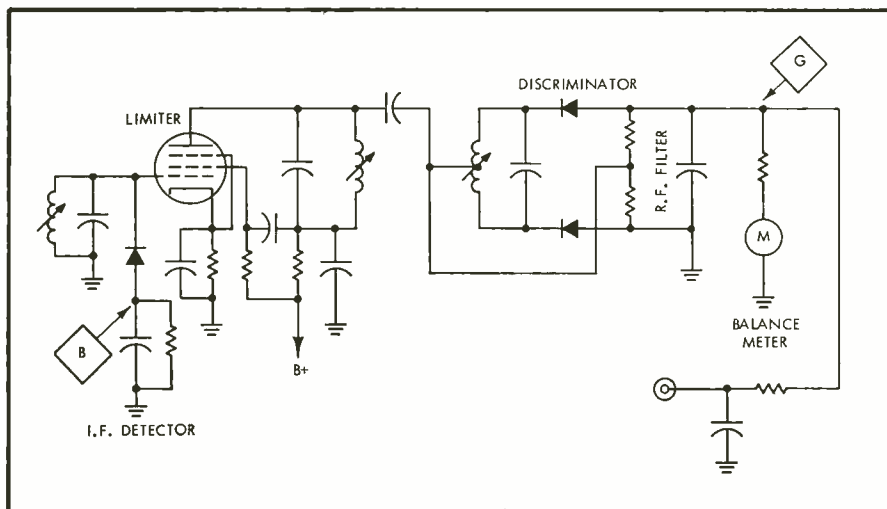 G
DISCRIMINATOR
LIMITER
R.F. FILTER
M
BALANCE
METER
B
B+
I.F. DETECTOR